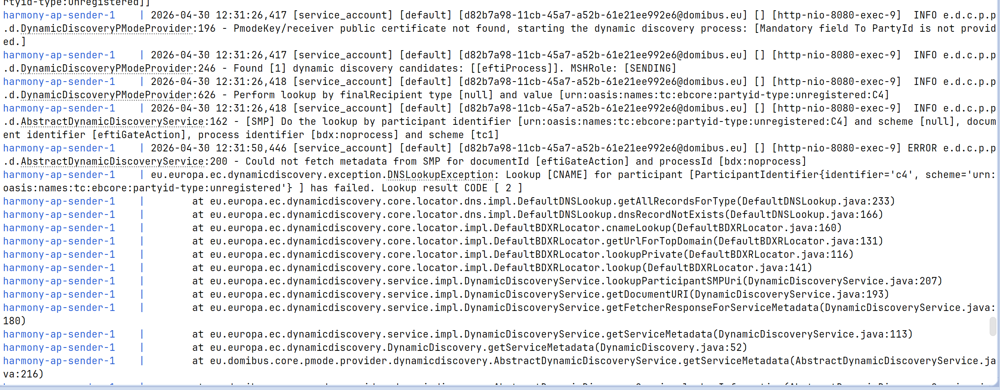 rtyid-type:unregistered]]
harmony-ap-sender-1    | 2026-04-30 12:31:26,417 [service_account] [default] [d82b7a98-11cb-45a7-a52b-61e21ee992e6@domibus.eu] [] [http-nio-8080-exec-9]  INFO e.d.c.p.p
.d.DynamicDiscoveryPModeProvider:196 - PmodeKey/receiver public certificate not found, starting the dynamic discovery process: [Mandatory field To PartyId is not provid
ed.]
harmony-ap-sender-1    | 2026-04-30 12:31:26,417 [service_account] [default] [d82b7a98-11cb-45a7-a52b-61e21ee992e6@domibus.eu] [] [http-nio-8080-exec-9]  INFO e.d.c.p.p
.d.DynamicDiscoveryPModeProvider:246 - Found [1] dynamic discovery candidates: [[eftiProcess]]. MSHRole: [SENDING]
harmony-ap-sender-1    | 2026-04-30 12:31:26,418 [service_account] [default] [d82b7a98-11cb-45a7-a52b-61e21ee992e6@domibus.eu] [] [http-nio-8080-exec-9]  INFO e.d.c.p.p
.d.DynamicDiscoveryPModeProvider:626 - Perform lookup by finalRecipient type [null] and value [urn:oasis:names:tc:ebcore:partyid-type:unregistered:C4]
harmony-ap-sender-1    | 2026-04-30 12:31:26,418 [service_account] [default] [d82b7a98-11cb-45a7-a52b-61e21ee992e6@domibus.eu] [] [http-nio-8080-exec-9]  INFO e.d.c.p.p
.d.AbstractDynamicDiscoveryService:162 - [SMP] Do the lookup by participant identifier [urn:oasis:names:tc:ebcore:partyid-type:unregistered:C4] and scheme [null], docum
ent identifier [eftiGateAction], process identifier [bdx:noprocess] and scheme [tc1]
harmony-ap-sender-1    | 2026-04-30 12:31:50,446 [service_account] [default] [d82b7a98-11cb-45a7-a52b-61e21ee992e6@domibus.eu] [] [http-nio-8080-exec-9] ERROR e.d.c.p.p
.d.AbstractDynamicDiscoveryService:200 - Could not fetch metadata from SMP for documentId [eftiGateAction] and processId [bdx:noprocess]
harmony-ap-sender-1    | eu.europa.ec.dynamicdiscovery.exception.DNSLookupException: Lookup [CNAME] for participant [ParticipantIdentifier{identifier='c4', scheme='urn:
oasis:names:tc:ebcore:partyid-type:unregistered'} ] has failed. Lookup result CODE [ 2 ]
harmony-ap-sender-1    |        at eu.europa.ec.dynamicdiscovery.core.locator.dns.impl.DefaultDNSLookup.getAllRecordsForType(DefaultDNSLookup.java:233)
harmony-ap-sender-1    |        at eu.europa.ec.dynamicdiscovery.core.locator.dns.impl.DefaultDNSLookup.dnsRecordNotExists(DefaultDNSLookup.java:166)
harmony-ap-sender-1    |        at eu.europa.ec.dynamicdiscovery.core.locator.impl.DefaultBDXRLocator.cnameLookup(DefaultBDXRLocator.java:160)
harmony-ap-sender-1    |        at eu.europa.ec.dynamicdiscovery.core.locator.impl.DefaultBDXRLocator.getUrlForTopDomain(DefaultBDXRLocator.java:131)
harmony-ap-sender-1    |        at eu.europa.ec.dynamicdiscovery.core.locator.impl.DefaultBDXRLocator.lookupPrivate(DefaultBDXRLocator.java:116)
harmony-ap-sender-1    |        at eu.europa.ec.dynamicdiscovery.core.locator.impl.DefaultBDXRLocator.lookup(DefaultBDXRLocator.java:141)
harmony-ap-sender-1    |        at eu.europa.ec.dynamicdiscovery.service.impl.DynamicDiscoveryService.lookupParticipantSMPUri(DynamicDiscoveryService.java:207)
harmony-ap-sender-1    |        at eu.europa.ec.dynamicdiscovery.service.impl.DynamicDiscoveryService.getDocumentURI(DynamicDiscoveryService.java:193)
harmony-ap-sender-1    |        at eu.europa.ec.dynamicdiscovery.service.impl.DynamicDiscoveryService.getFetcherResponseForServiceMetadata(DynamicDiscoveryService.java:
180)
harmony-ap-sender-1    |        at eu.europa.ec.dynamicdiscovery.service.impl.DynamicDiscoveryService.getServiceMetadata(DynamicDiscoveryService.java:113)
harmony-ap-sender-1    |        at eu.europa.ec.dynamicdiscovery.DynamicDiscovery.getServiceMetadata(DynamicDiscovery.java:52)
harmony-ap-sender-1    |        at eu.domibus.core.pmode.provider.dynamicdiscovery.AbstractDynamicDiscoveryService.getServiceMetadata(AbstractDynamicDiscoveryService.ja
va:216)